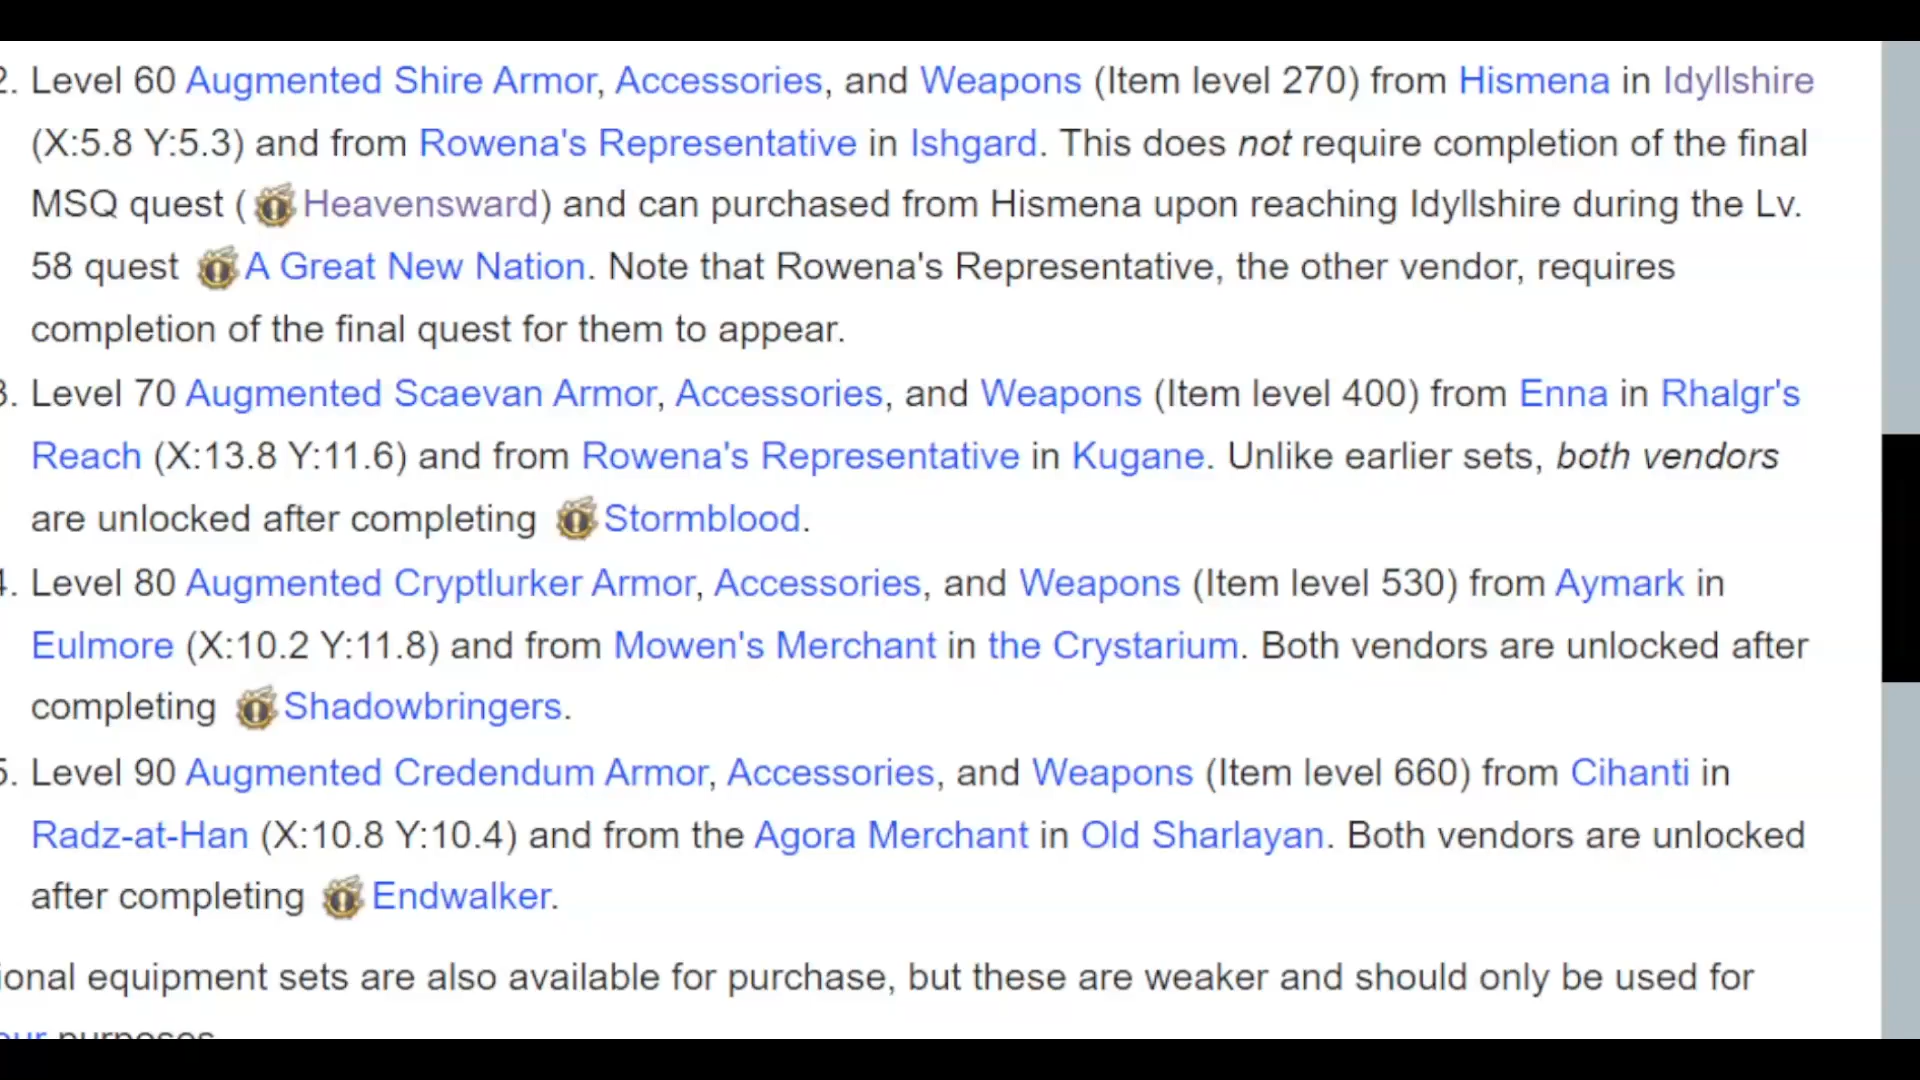 2. Level 60 Augmented Shire Armor, Accessories, and Weapons (Item level 270) from Hismena in Idyllshire
(X:5.8 Y:5.3) and from Rowena's Representative in Ishgard. This does not require completion of the final
MSQ quest (Heavensward) and can purchased from Hismena upon reaching Idyllshire during the Lv.
58 quest A Great New Nation. Note that Rowena's Representative, the other vendor, requires
completion of the final quest for them to appear.
3. Level 70 Augmented Scaevan Armor, Accessories, and Weapons (Item level 400) from Enna in Rhalgr's
Reach (X:13.8 Y:11.6) and from Rowena's Representative in Kugane. Unlike earlier sets, both vendors
are unlocked after completing Stormblood.
4. Level 80 Augmented Cryptlurker Armor, Accessories, and Weapons (Item level 530) from Aymark in
Eulmore (X:10.2 Y:11.8) and from Mowen's Merchant in the Crystarium. Both vendors are unlocked after
completing Shadowbringers.
5. Level 90 Augmented Credendum Armor, Accessories, and Weapons (Item level 660) from Cihanti in
Radz-at-Han (X:10.8 Y:10.4) and from the Agora Merchant in Old Sharlayan. Both vendors are unlocked
after completing Endwalker.
ional equipment sets are also available for purchase, but these are weaker and should only be used for
our purposes.